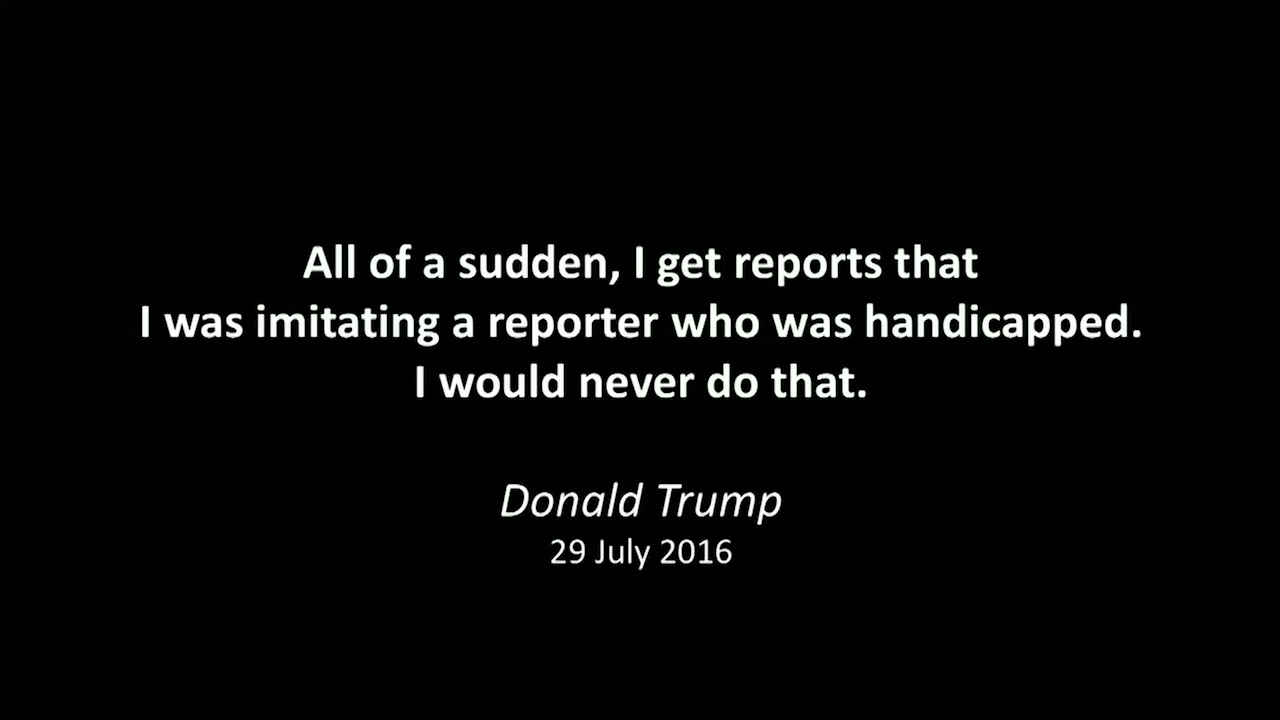 All of a sudden, I get reports that
I was imitating a reporter who was handicapped.
I would never do that.
Donald Trump
29 July 2016